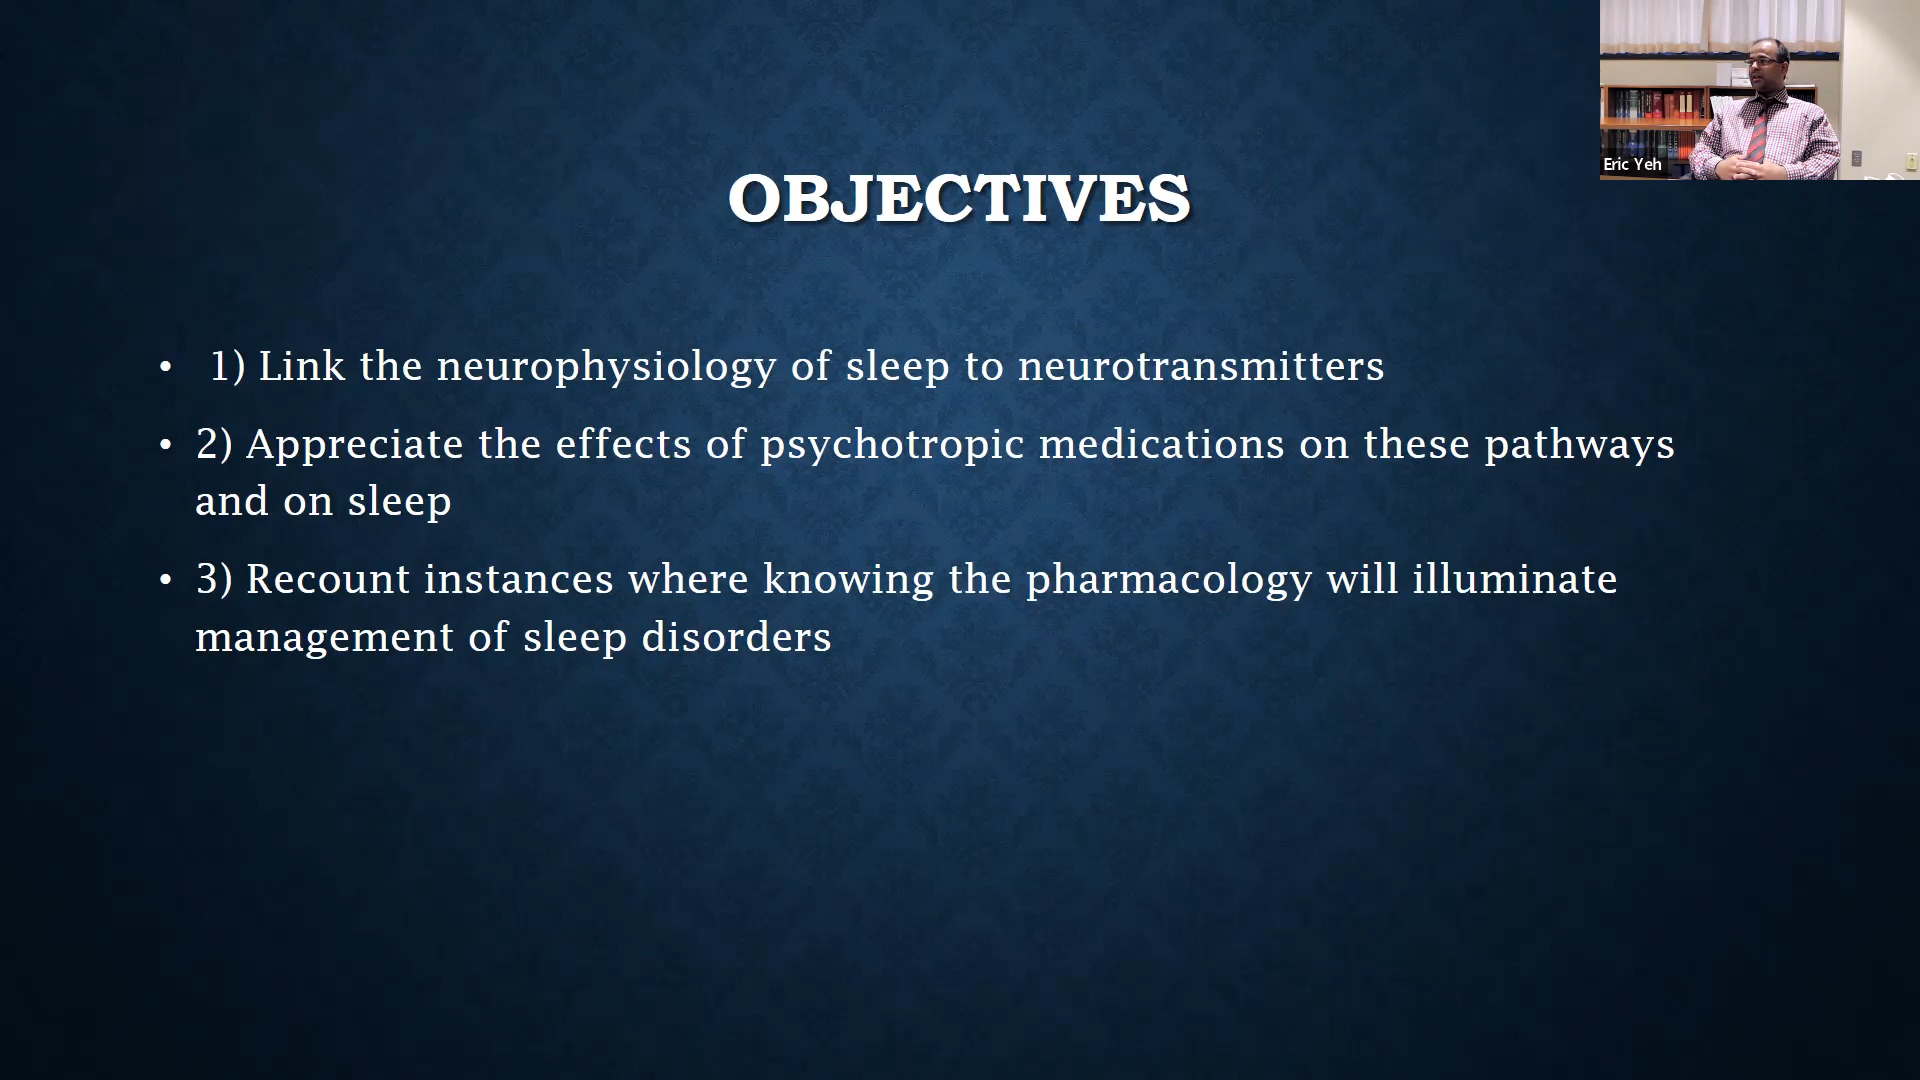 Eric Yeh
OBJECTIVES
• 1) Link the neurophysiology of sleep to neurotransmitters
• 2) Appreciate the effects of psychotropic medications on these pathways
and on sleep
• 3) Recount instances where knowing the pharmacology will illuminate
management of sleep disorders